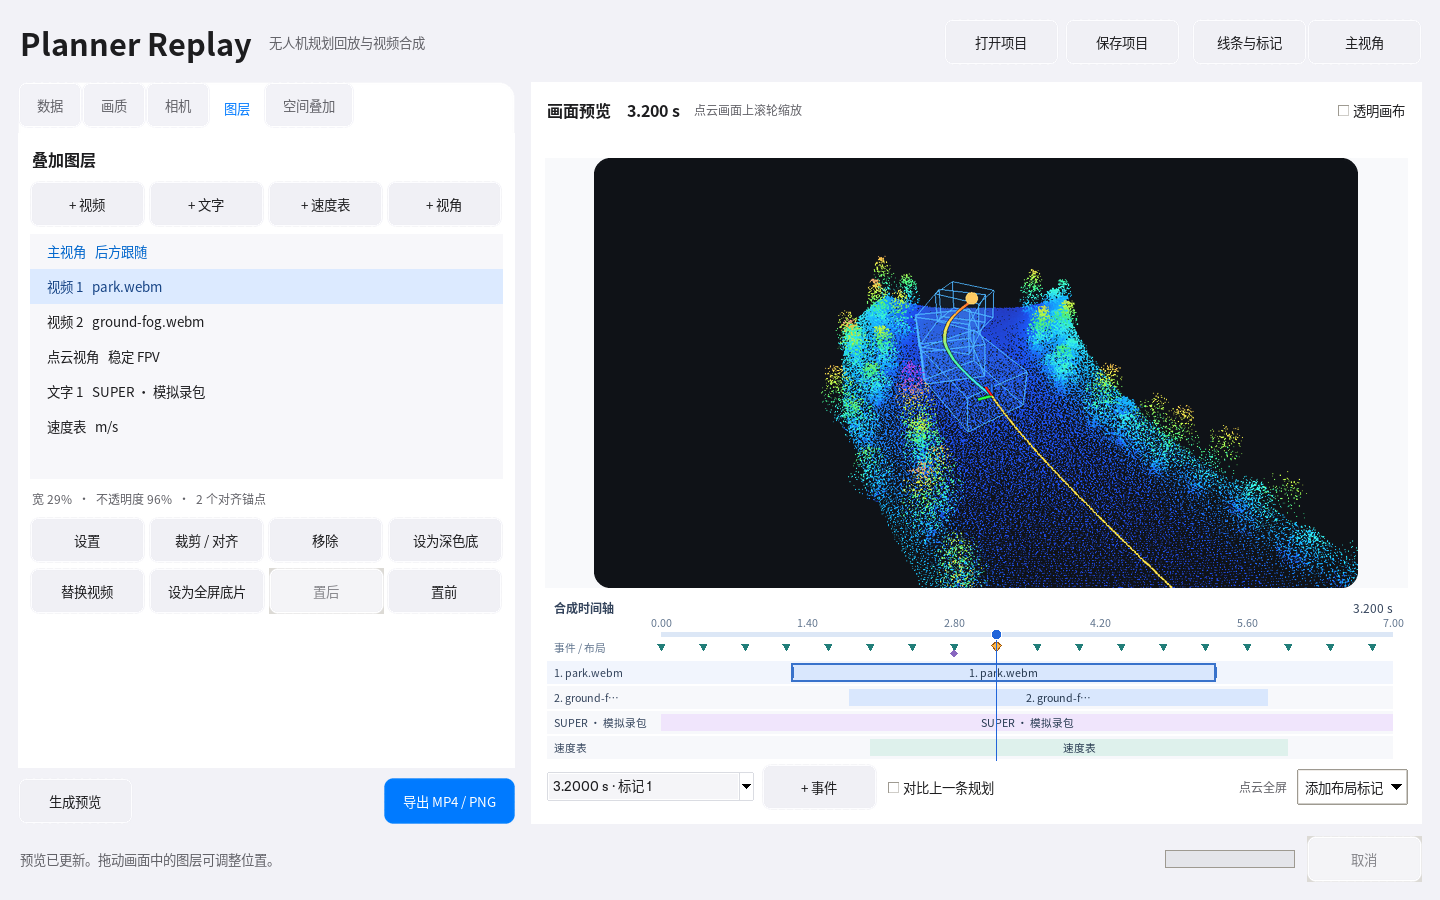 Planner Replay 无人机规划回放与视频合成 打开项目 保存项目 线条与标记 主视角
数据 画质 相机 图层 空间叠加
叠加图层
+ 视频 + 文字 + 速度表 + 视角
主视角 后方跟随
视频 1 park.webm
视频 2 ground-fog.webm
点云视角 稳定 FPV
文字 1 SUPER · 模拟录包
速度表 m/s
宽 29% · 不透明度 96% · 2 个对齐锚点
设置 裁剪 / 对齐 移除 设为深色底
替换视频 设为全屏底片 置后 置前
生成预览 导出 MP4 / PNG
画面预览 3.200 s 点云画面上滚轮缩放 透明画布
合成时间轴 3.200 s
0.00 1.40 2.80 4.20 5.60 7.00
事件 / 布局
1. park.webm 1. park.webm
2. ground-f··· 2. ground-f···
SUPER · 模拟录包 SUPER · 模拟录包
速度表 速度表
3.2000 s · 标记 1 + 事件 对比上一条规划 点云全屏 添加布局标记
预览已更新。拖动画面中的图层可调整位置。 取消